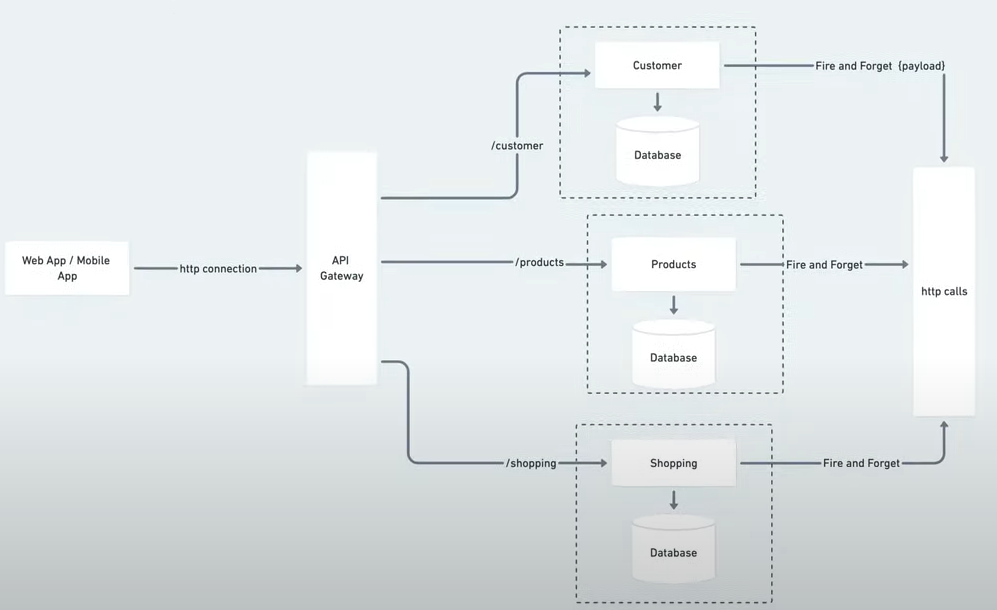 Customer
Fire and Forget {payload}
/customer
Database
Web App / Mobile
App
http connection
API
Gateway
/products
Products
Fire and Forget
http calls
Database
/shopping
Shopping
Fire and Forget
Database